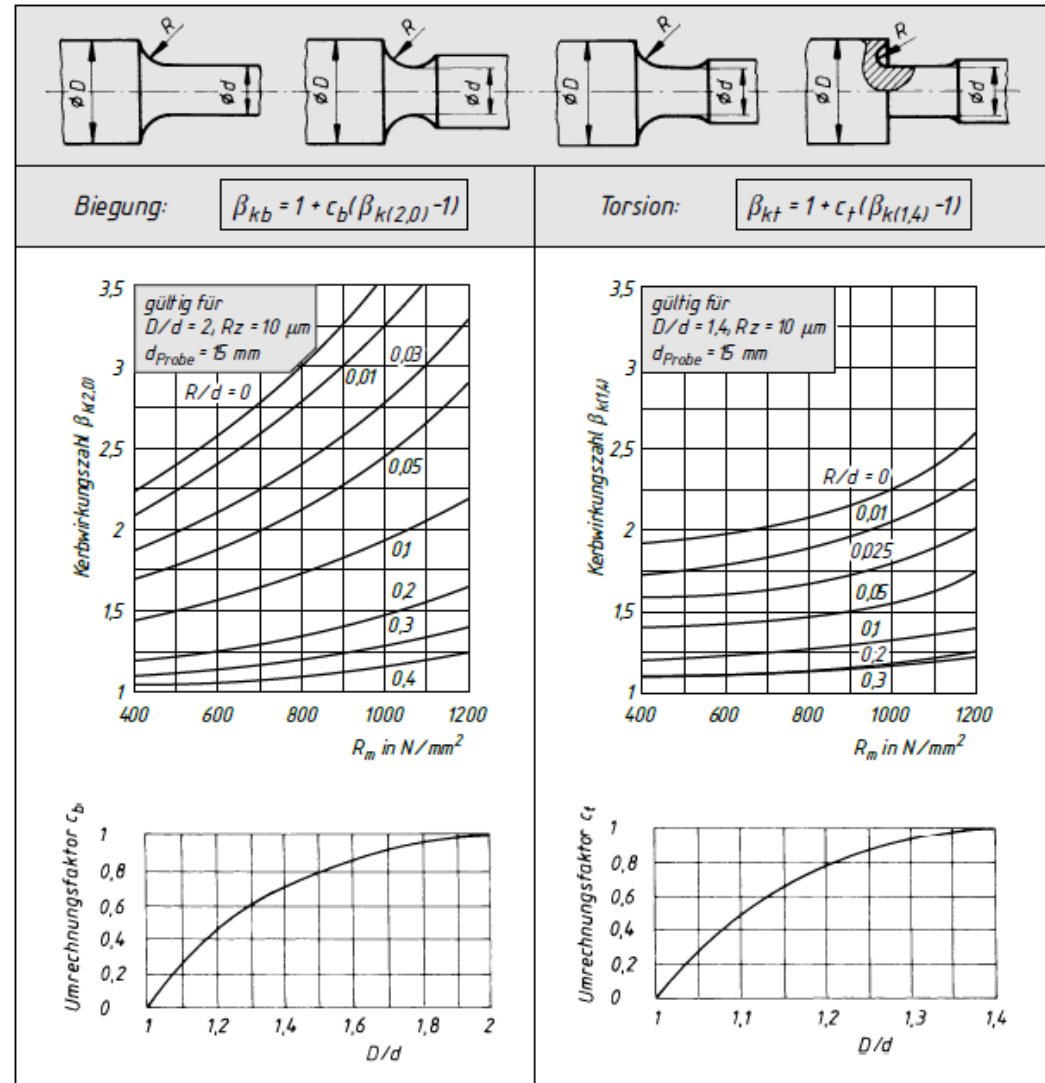 R
R
R
R
ØD
Ød
ØD
Ød
ØD
Ød
ØD
Ød
Biegung:
β_kb = 1 + c_b(β_k(2,0) -1)
Torsion:
β_kt = 1 + c_t(β_k(1,4) -1)
Kerbwirkungszahl β_k(2,0)
3,5
3
2,5
2
1,5
1
gültig für
D/d = 2, Rz = 10 µm
d_Probe = 15 mm
R/d = 0
0,01
0,03
0,05
0,1
0,2
0,3
0,4
400 600 800 1000 1200
R_m in N/mm²
Kerbwirkungszahl β_k(1,4)
3,5
3
2,5
2
1,5
1
gültig für
D/d = 1,4, Rz = 10 µm
d_Probe = 15 mm
R/d = 0
0,01
0,025
0,05
0,1
0,2
0,3
400 600 800 1000 1200
R_m in N/mm²
Umrechnungsfaktor c_b
1
0,8
0,6
0,4
0,2
0
1 1,2 1,4 1,6 1,8 2
D/d
Umrechnungsfaktor c_t
1
0,8
0,6
0,4
0,2
0
1 1,1 1,2 1,3 1,4
D/d